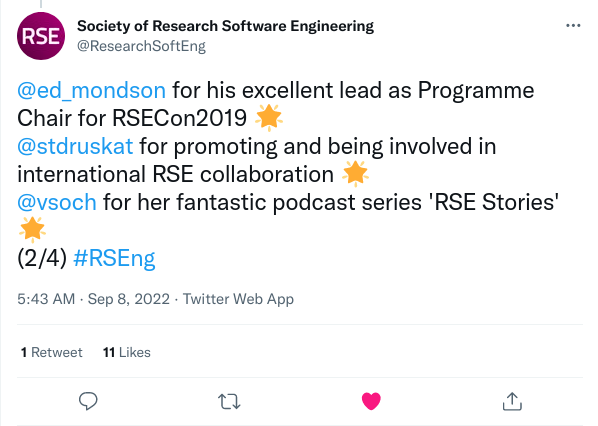 RSE
Society of Research Software Engineering
@ResearchSoftEng
@ed_mondson for his excellent lead as Programme
Chair for RSECon2019 🌟
@stdruskat for promoting and being involved in
international RSE collaboration 🌟
@vsoch for her fantastic podcast series 'RSE Stories'
🌟
(2/4) #RSEng
5:43 AM · Sep 8, 2022 · Twitter Web App
1 Retweet 11 Likes